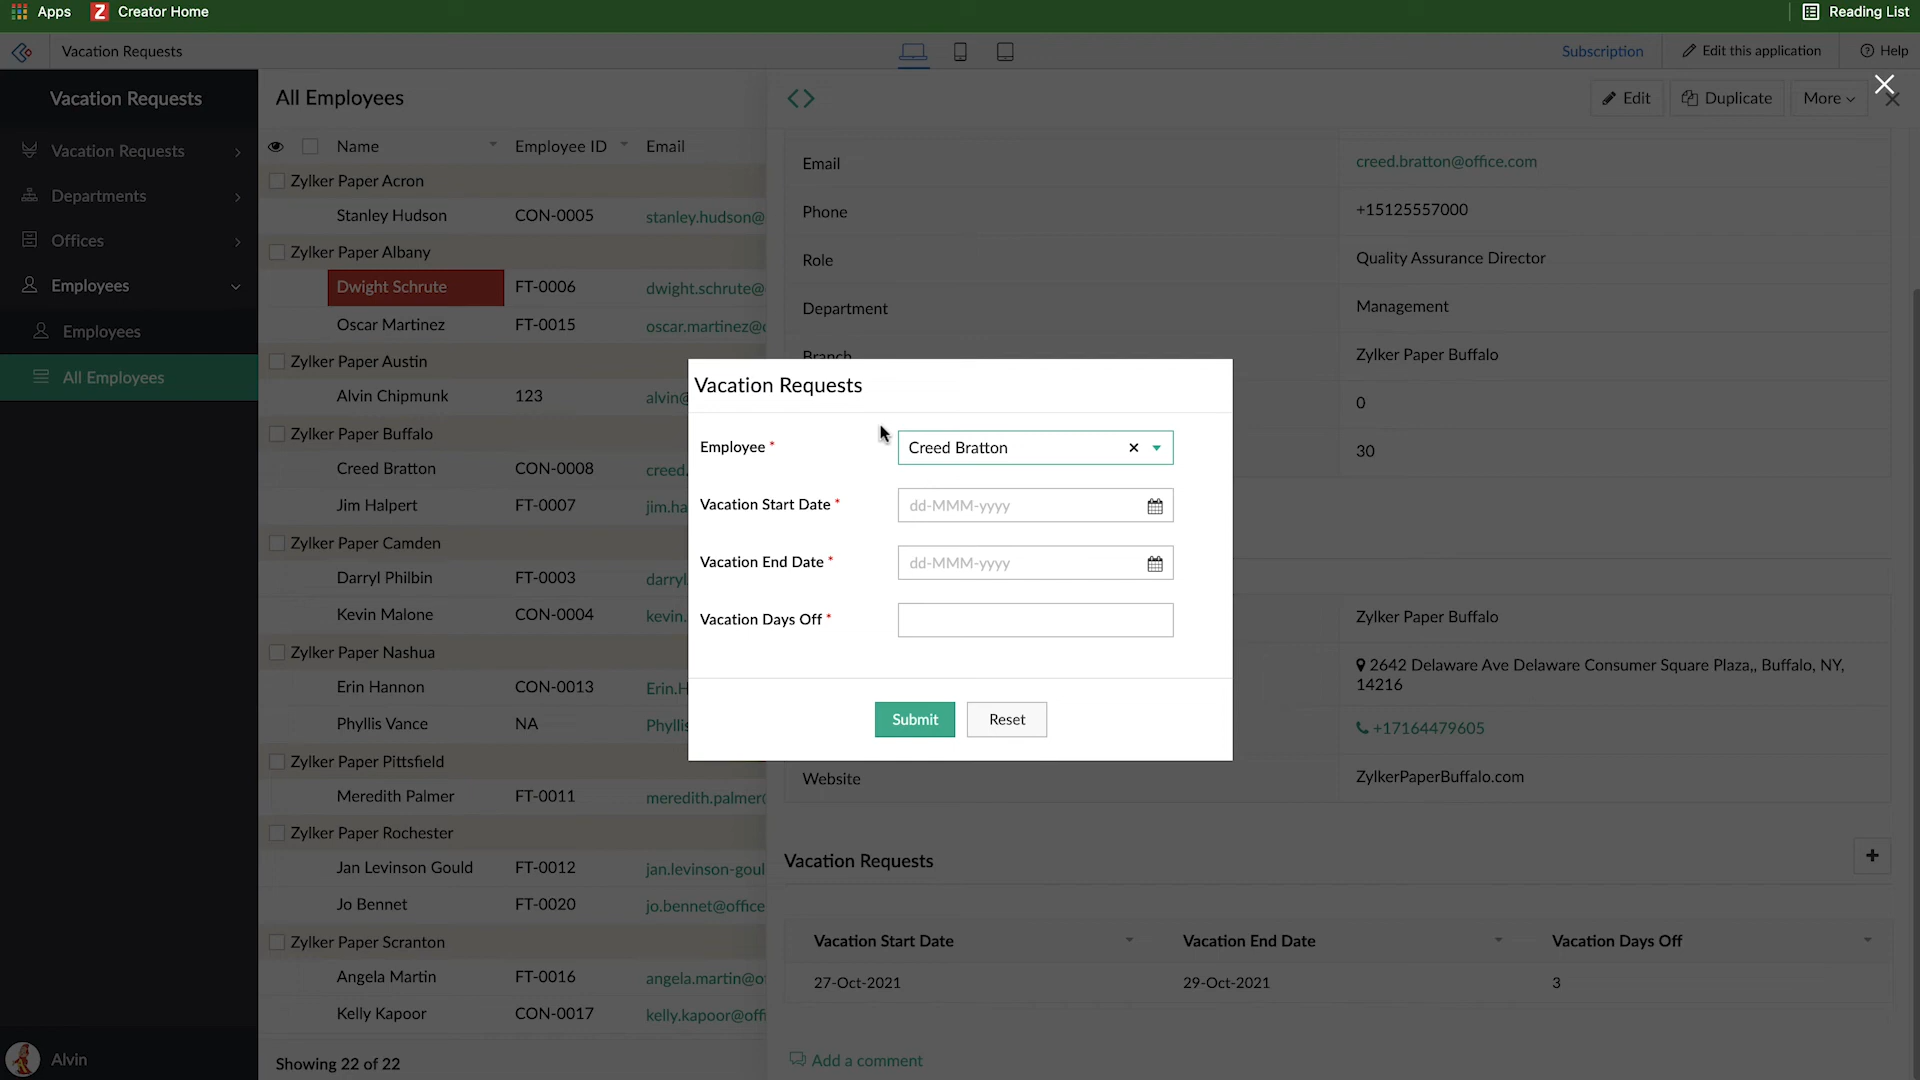 Apps
Creator Home
Reading List
Vacation Requests
Subscription
Edit this application
Help
Vacation Requests
Vacation Requests
Departments
Offices
Employees
Employees
All Employees
Alvin
All Employees
Name
Employee ID
Email
Zylker Paper Acron
Stanley Hudson CON-0005 stanley.hudson@
Zylker Paper Albany
Dwight Schrute FT-0006 dwight.schrute@
Oscar Martinez FT-0015 oscar.martinez@
Zylker Paper Austin
Alvin Chipmunk 123 alvin@
Zylker Paper Buffalo
Creed Bratton CON-0008 creed.
Jim Halpert FT-0007 jim.ha
Zylker Paper Camden
Darryl Philbin FT-0003 darryl
Kevin Malone CON-0004 kevin.
Zylker Paper Nashua
Erin Hannon CON-0013 Erin.H
Phyllis Vance NA Phyllis
Zylker Paper Pittsfield
Meredith Palmer FT-0011 meredith.palmer
Zylker Paper Rochester
Jan Levinson Gould FT-0012 jan.levinson-goul
Jo Bennet FT-0020 jo.bennet@office
Zylker Paper Scranton
Angela Martin FT-0016 angela.martin@o
Kelly Kapoor CON-0017 kelly.kapoor@off
Showing 22 of 22
Edit
Duplicate
More
Email creed.bratton@office.com
Phone +15125557000
Role Quality Assurance Director
Department Management
Branch Zylker Paper Buffalo
0
30
Vacation Requests
Employee * Creed Bratton
Vacation Start Date * dd-MMM-yyyy
Vacation End Date * dd-MMM-yyyy
Vacation Days Off *
Submit Reset
Zylker Paper Buffalo
2642 Delaware Ave Delaware Consumer Square Plaza,, Buffalo, NY,
14216
+17164479605
Website ZylkerPaperBuffalo.com
Vacation Requests
+
Vacation Start Date Vacation End Date Vacation Days Off
27-Oct-2021 29-Oct-2021 3
Add a comment